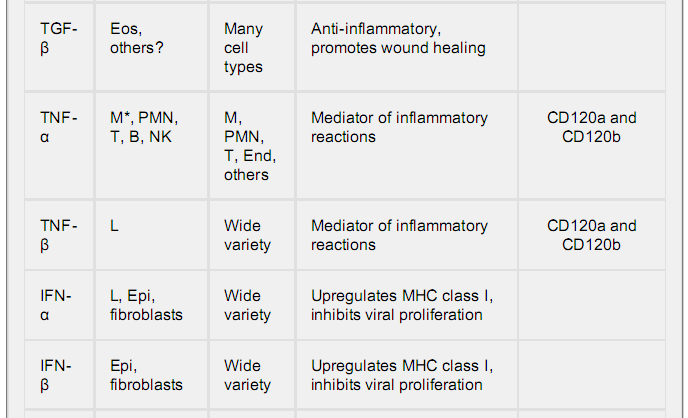 TGF-
β
Eos,
others?
Many
cell
types
Anti-inflammatory,
promotes wound healing
TNF-
α
M*, PMN,
T, B, NK
M,
PMN,
T, End,
others
Mediator of inflammatory
reactions
CD120a and
CD120b
TNF-
β
L
Wide
variety
Mediator of inflammatory
reactions
CD120a and
CD120b
IFN-
α
L, Epi,
fibroblasts
Wide
variety
Upregulates MHC class I,
inhibits viral proliferation
IFN-
β
Epi,
fibroblasts
Wide
variety
Upregulates MHC class I,
inhibits viral proliferation